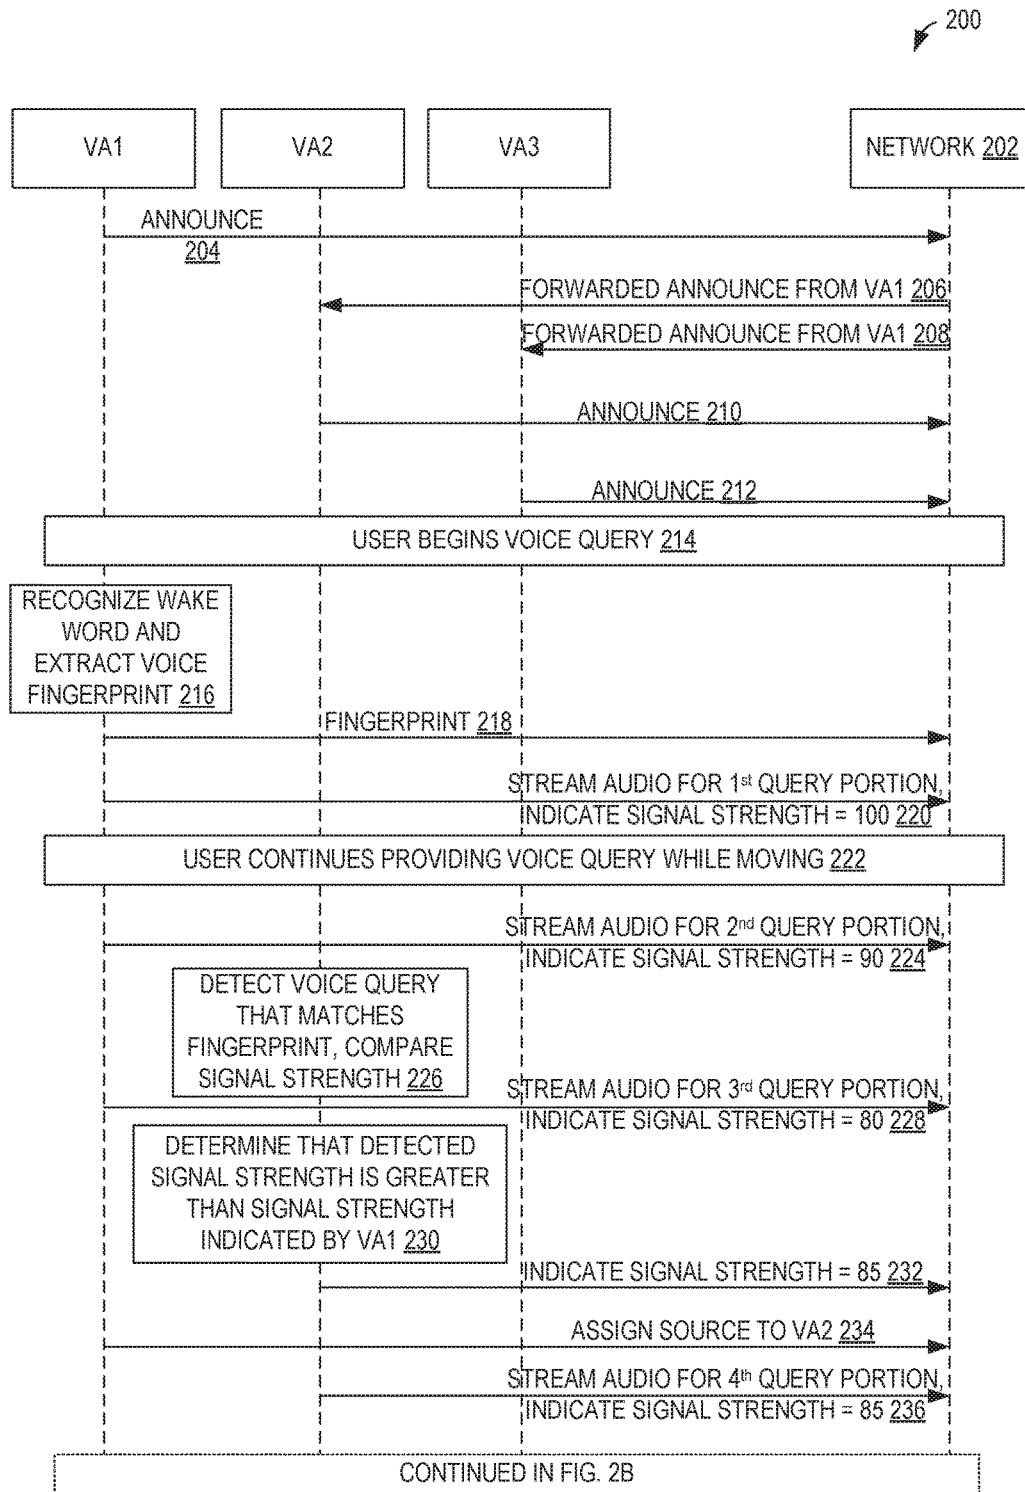 200
VA1
VA2
VA3
NETWORK 202
ANNOUNCE
204
FORWARDED ANNOUNCE FROM VA1 206
FORWARDED ANNOUNCE FROM VA1 208
ANNOUNCE 210
ANNOUNCE 212
USER BEGINS VOICE QUERY 214
RECOGNIZE WAKE
WORD AND
EXTRACT VOICE
FINGERPRINT 216
FINGERPRINT 218
STREAM AUDIO FOR 1st QUERY PORTION,
INDICATE SIGNAL STRENGTH = 100 220
USER CONTINUES PROVIDING VOICE QUERY WHILE MOVING 222
STREAM AUDIO FOR 2nd QUERY PORTION,
INDICATE SIGNAL STRENGTH = 90 224
DETECT VOICE QUERY
THAT MATCHES
FINGERPRINT, COMPARE
SIGNAL STRENGTH 226
STREAM AUDIO FOR 3rd QUERY PORTION,
INDICATE SIGNAL STRENGTH = 80 228
DETERMINE THAT DETECTED
SIGNAL STRENGTH IS GREATER
THAN SIGNAL STRENGTH
INDICATED BY VA1 230
INDICATE SIGNAL STRENGTH = 85 232
ASSIGN SOURCE TO VA2 234
STREAM AUDIO FOR 4th QUERY PORTION,
INDICATE SIGNAL STRENGTH = 85 236
CONTINUED IN FIG. 2B